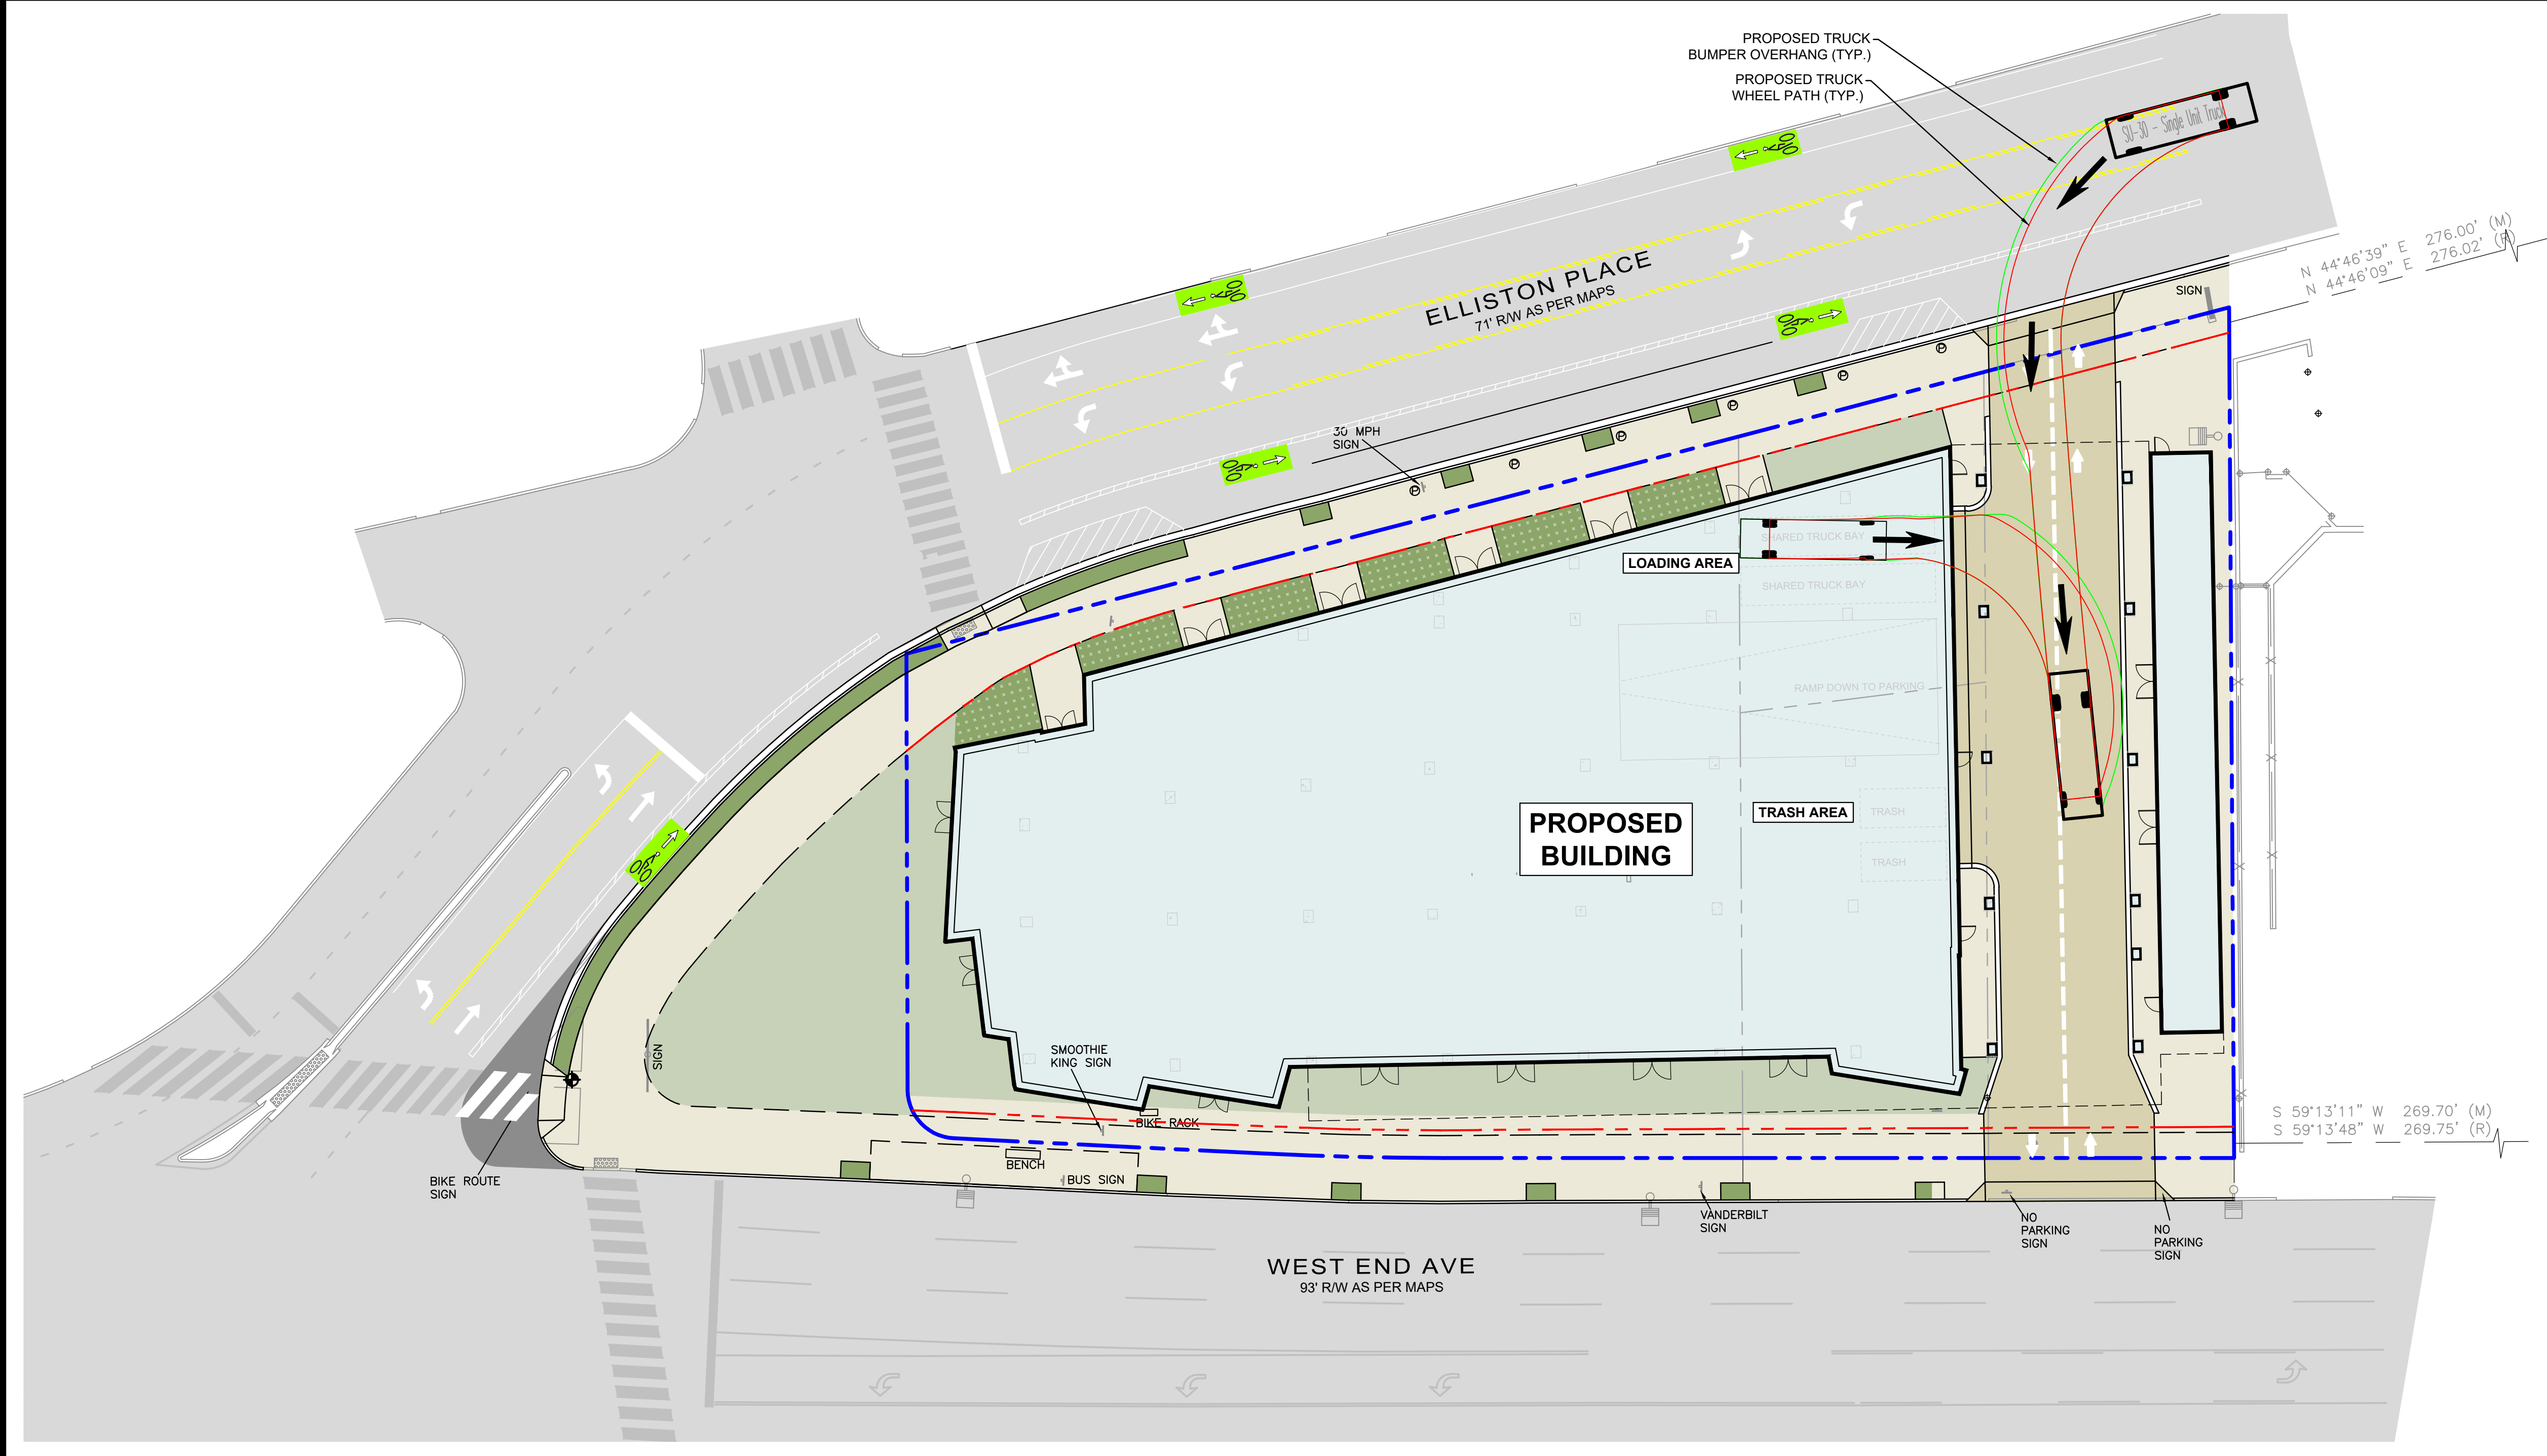 PROPOSED TRUCK
BUMPER OVERHANG (TYP.)
PROPOSED TRUCK
WHEEL PATH (TYP.)
SU-30 - Single Unit Truck
N 44°46'39" E 276.00' (M)
N 44°46'09" E 276.02' (R)
SIGN
ELLISTON PLACE
71' R/W AS PER MAPS
30 MPH
SIGN
P
P
P
P
P
P
LOADING AREA
SHARED TRUCK BAY
SHARED TRUCK BAY
RAMP DOWN TO PARKING
PROPOSED
BUILDING
TRASH AREA
TRASH
TRASH
SIGN
SMOOTHIE
KING SIGN
BIKE RACK
BENCH
BUS SIGN
BIKE ROUTE
SIGN
VANDERBILT
SIGN
NO
PARKING
SIGN
NO
PARKING
SIGN
S 59°13'11" W 269.70' (M)
S 59°13'48" W 269.75' (R)
WEST END AVE
93' R/W AS PER MAPS